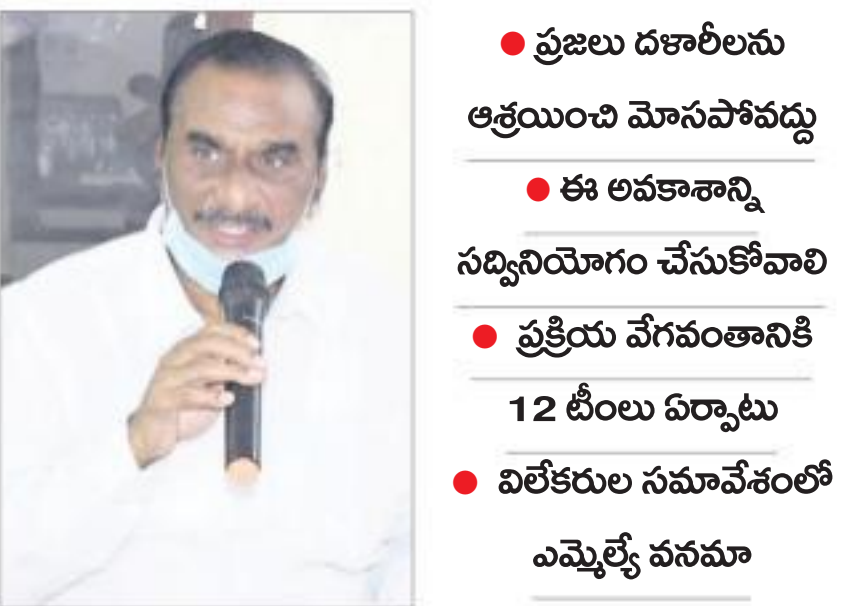 ● ప్రజలు దళారీలను
ఆశ్రయించి మోసపోవద్దు
● ఈ అవకాశాన్ని
సద్వినియోగం చేసుకోవాలి
● ప్రక్రియ వేగవంతానికి
12 టీంలు ఏర్పాటు
● విలేకరుల సమావేశంలో
ఎమ్మెల్యే వనమా